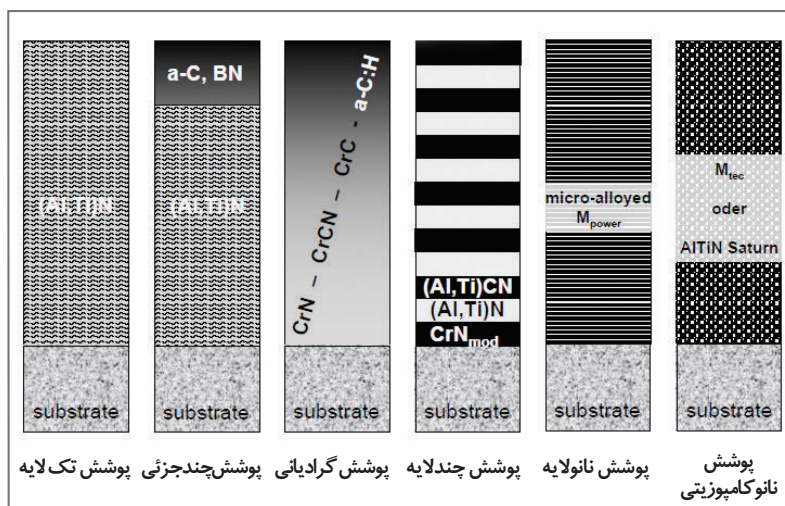 (Al,Ti)N
substrate
پوشش تک لایه
a-C, BN
(Al,Ti)N
substrate
پوشش چندجزئی
CrN – CrCN – CrC - a-C:H
substrate
پوشش گرادیانی
(Al,Ti)CN
(Al,Ti)N
CrNmod
substrate
پوشش چندلایه
micro-alloyed
Mpower
substrate
پوشش نانولایه
Mtec
oder
AlTiN Saturn
substrate
پوشش
نانوکامپوزیتی